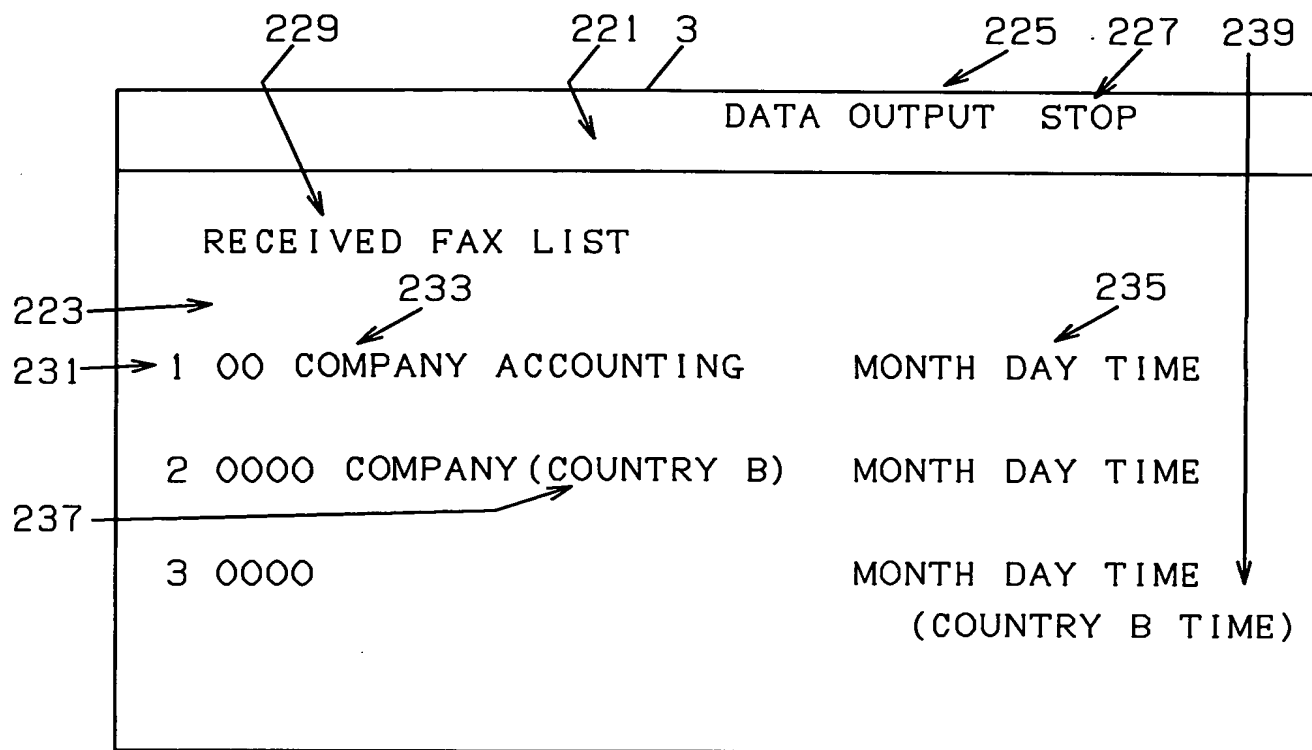 229 221 3 225 227 239
DATA OUTPUT STOP
RECEIVED FAX LIST
233 235
223
231 1 OO COMPANY ACCOUNTING MONTH DAY TIME
2 OOOO COMPANY(COUNTRY B) MONTH DAY TIME
237
3 OOOO MONTH DAY TIME
(COUNTRY B TIME)